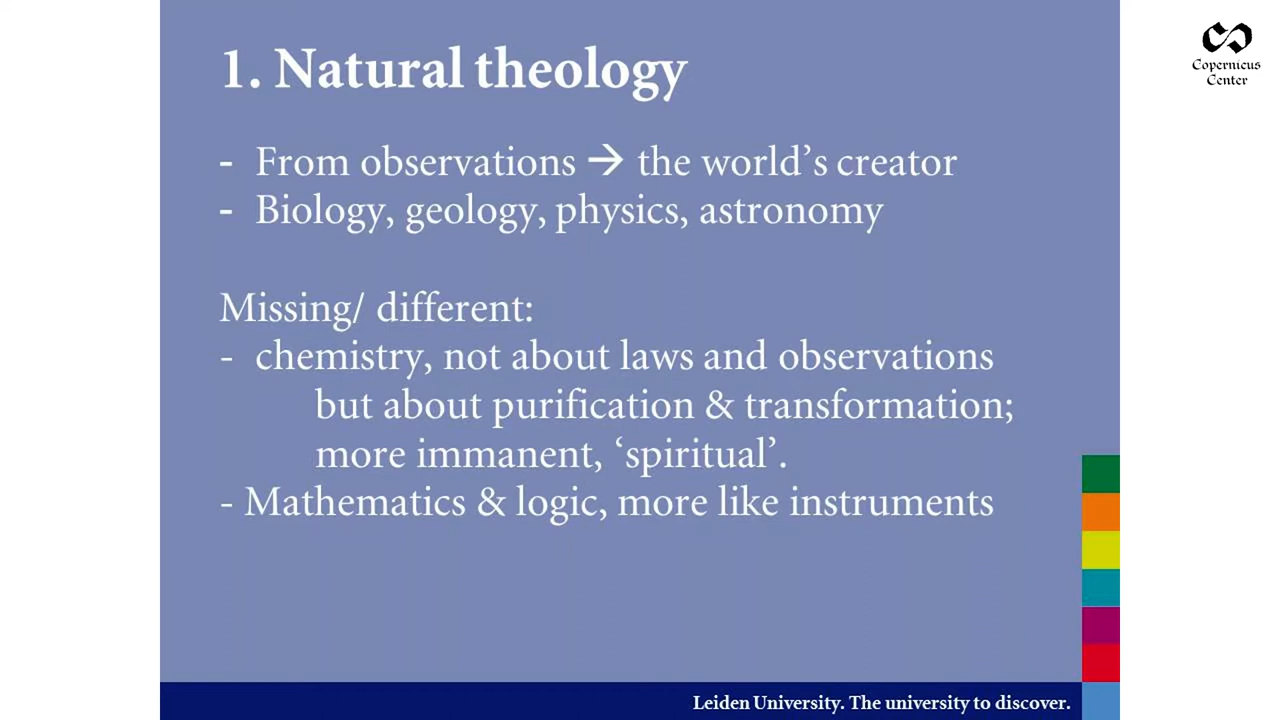 Copernicus
Center
1. Natural theology
- From observations → the world's creator
- Biology, geology, physics, astronomy
Missing/ different:
- chemistry, not about laws and observations
but about purification & transformation;
more immanent, ‘spiritual’.
- Mathematics & logic, more like instruments
Leiden University. The university to discover.